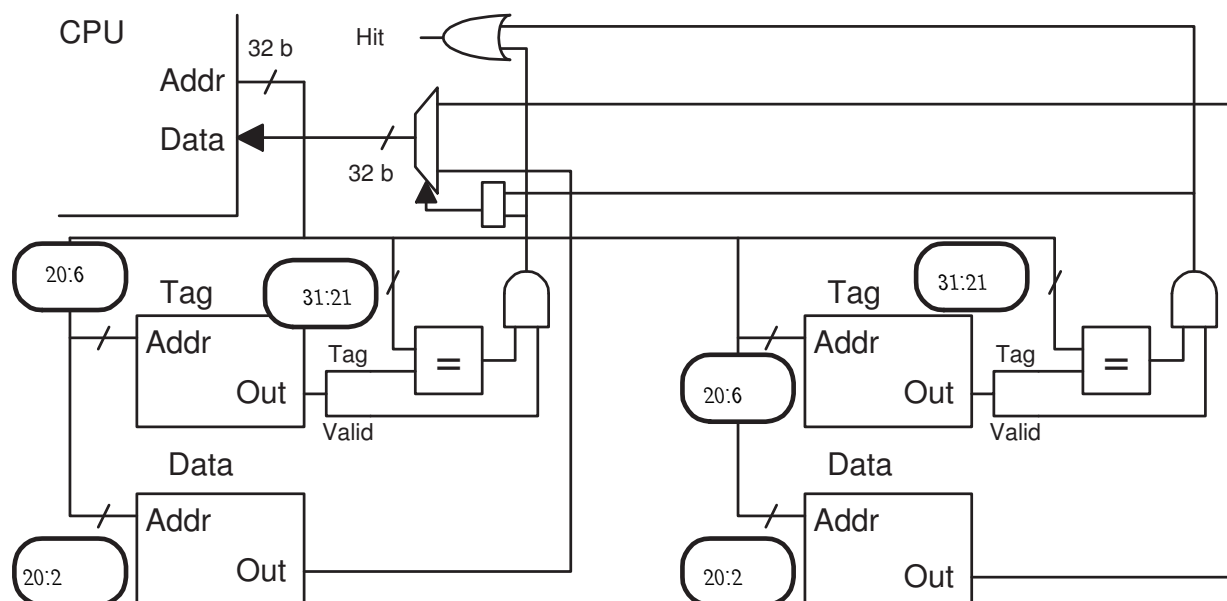 CPU
32 b
Hit
Addr
Data
32 b
20:6
Tag
31:21
Addr
Out
Tag
=
Valid
Data
Addr
20:2
Out
Tag
31:21
Addr
20:6
Out
Tag
=
Valid
Data
Addr
20:2
Out